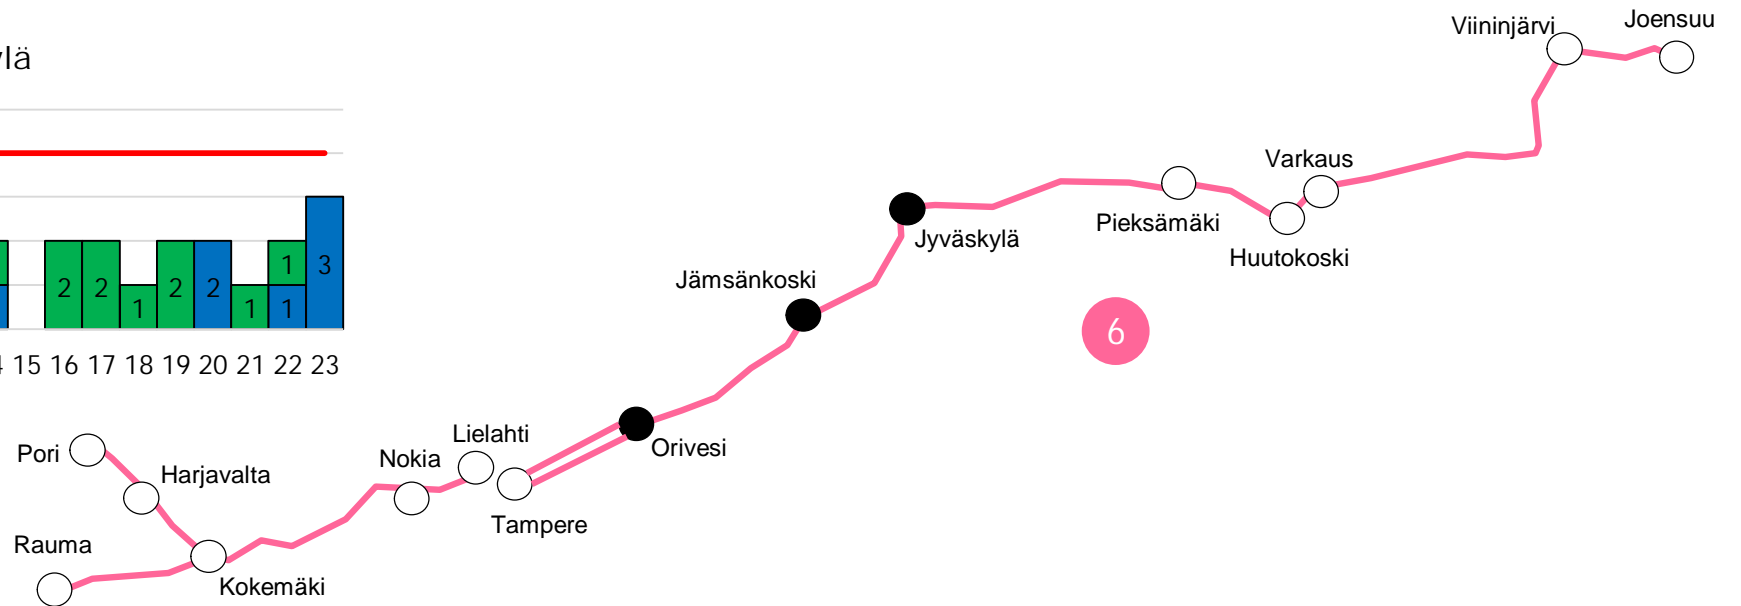 Viininjärvi
Joensuu
ylä
Varkaus
Pieksämäki
Jyväskylä
Huutokoski
Jämsänkoski
6
2 2 1 2 2 1 1 1 3
15 16 17 18 19 20 21 22 23
Lielahti
Orivesi
Pori
Nokia
Harjavalta
Tampere
Rauma
Kokemäki